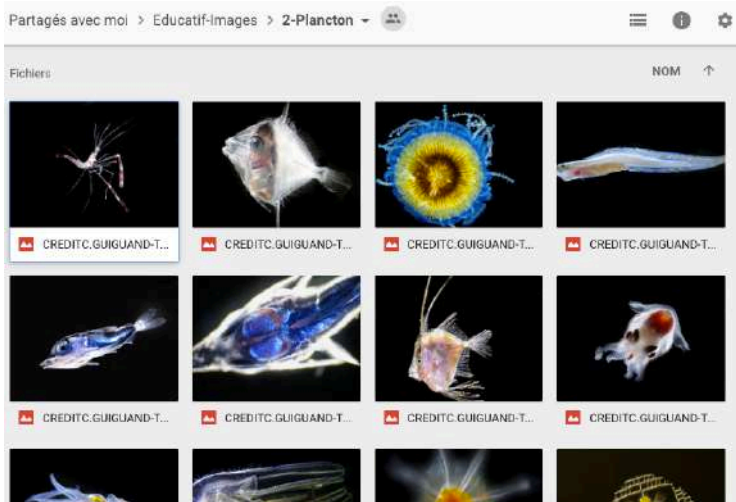 Partagés avec moi > Educatif-Images > 2-Plancton
Fichiers NOM
CREDITC.GUIGUAND-T... CREDITC.GUIGUAND-T... CREDITC.GUIGUAND-T... CREDITC.GUIGUAND-T...
CREDITC.GUIGUAND-T... CREDITC.GUIGUAND-T... CREDITC.GUIGUAND-T... CREDITC.GUIGUAND-T...